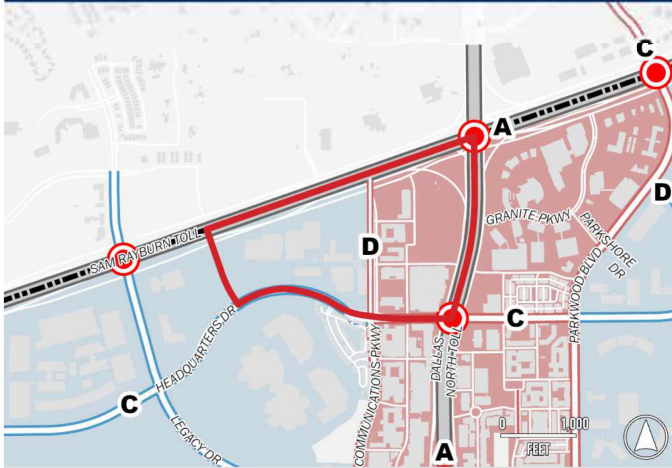 C
A
D
GRANITE PKWY
PARKSHORE
DR
D
SAM RAYBURN TOLL
PARKWOOD BLVD
HEADQUARTERS DR
C
DALLAS
NORTH TOLL
COMMUNICATIONS PKWY
C
LEGACY DR
0 1,000
FEET
A